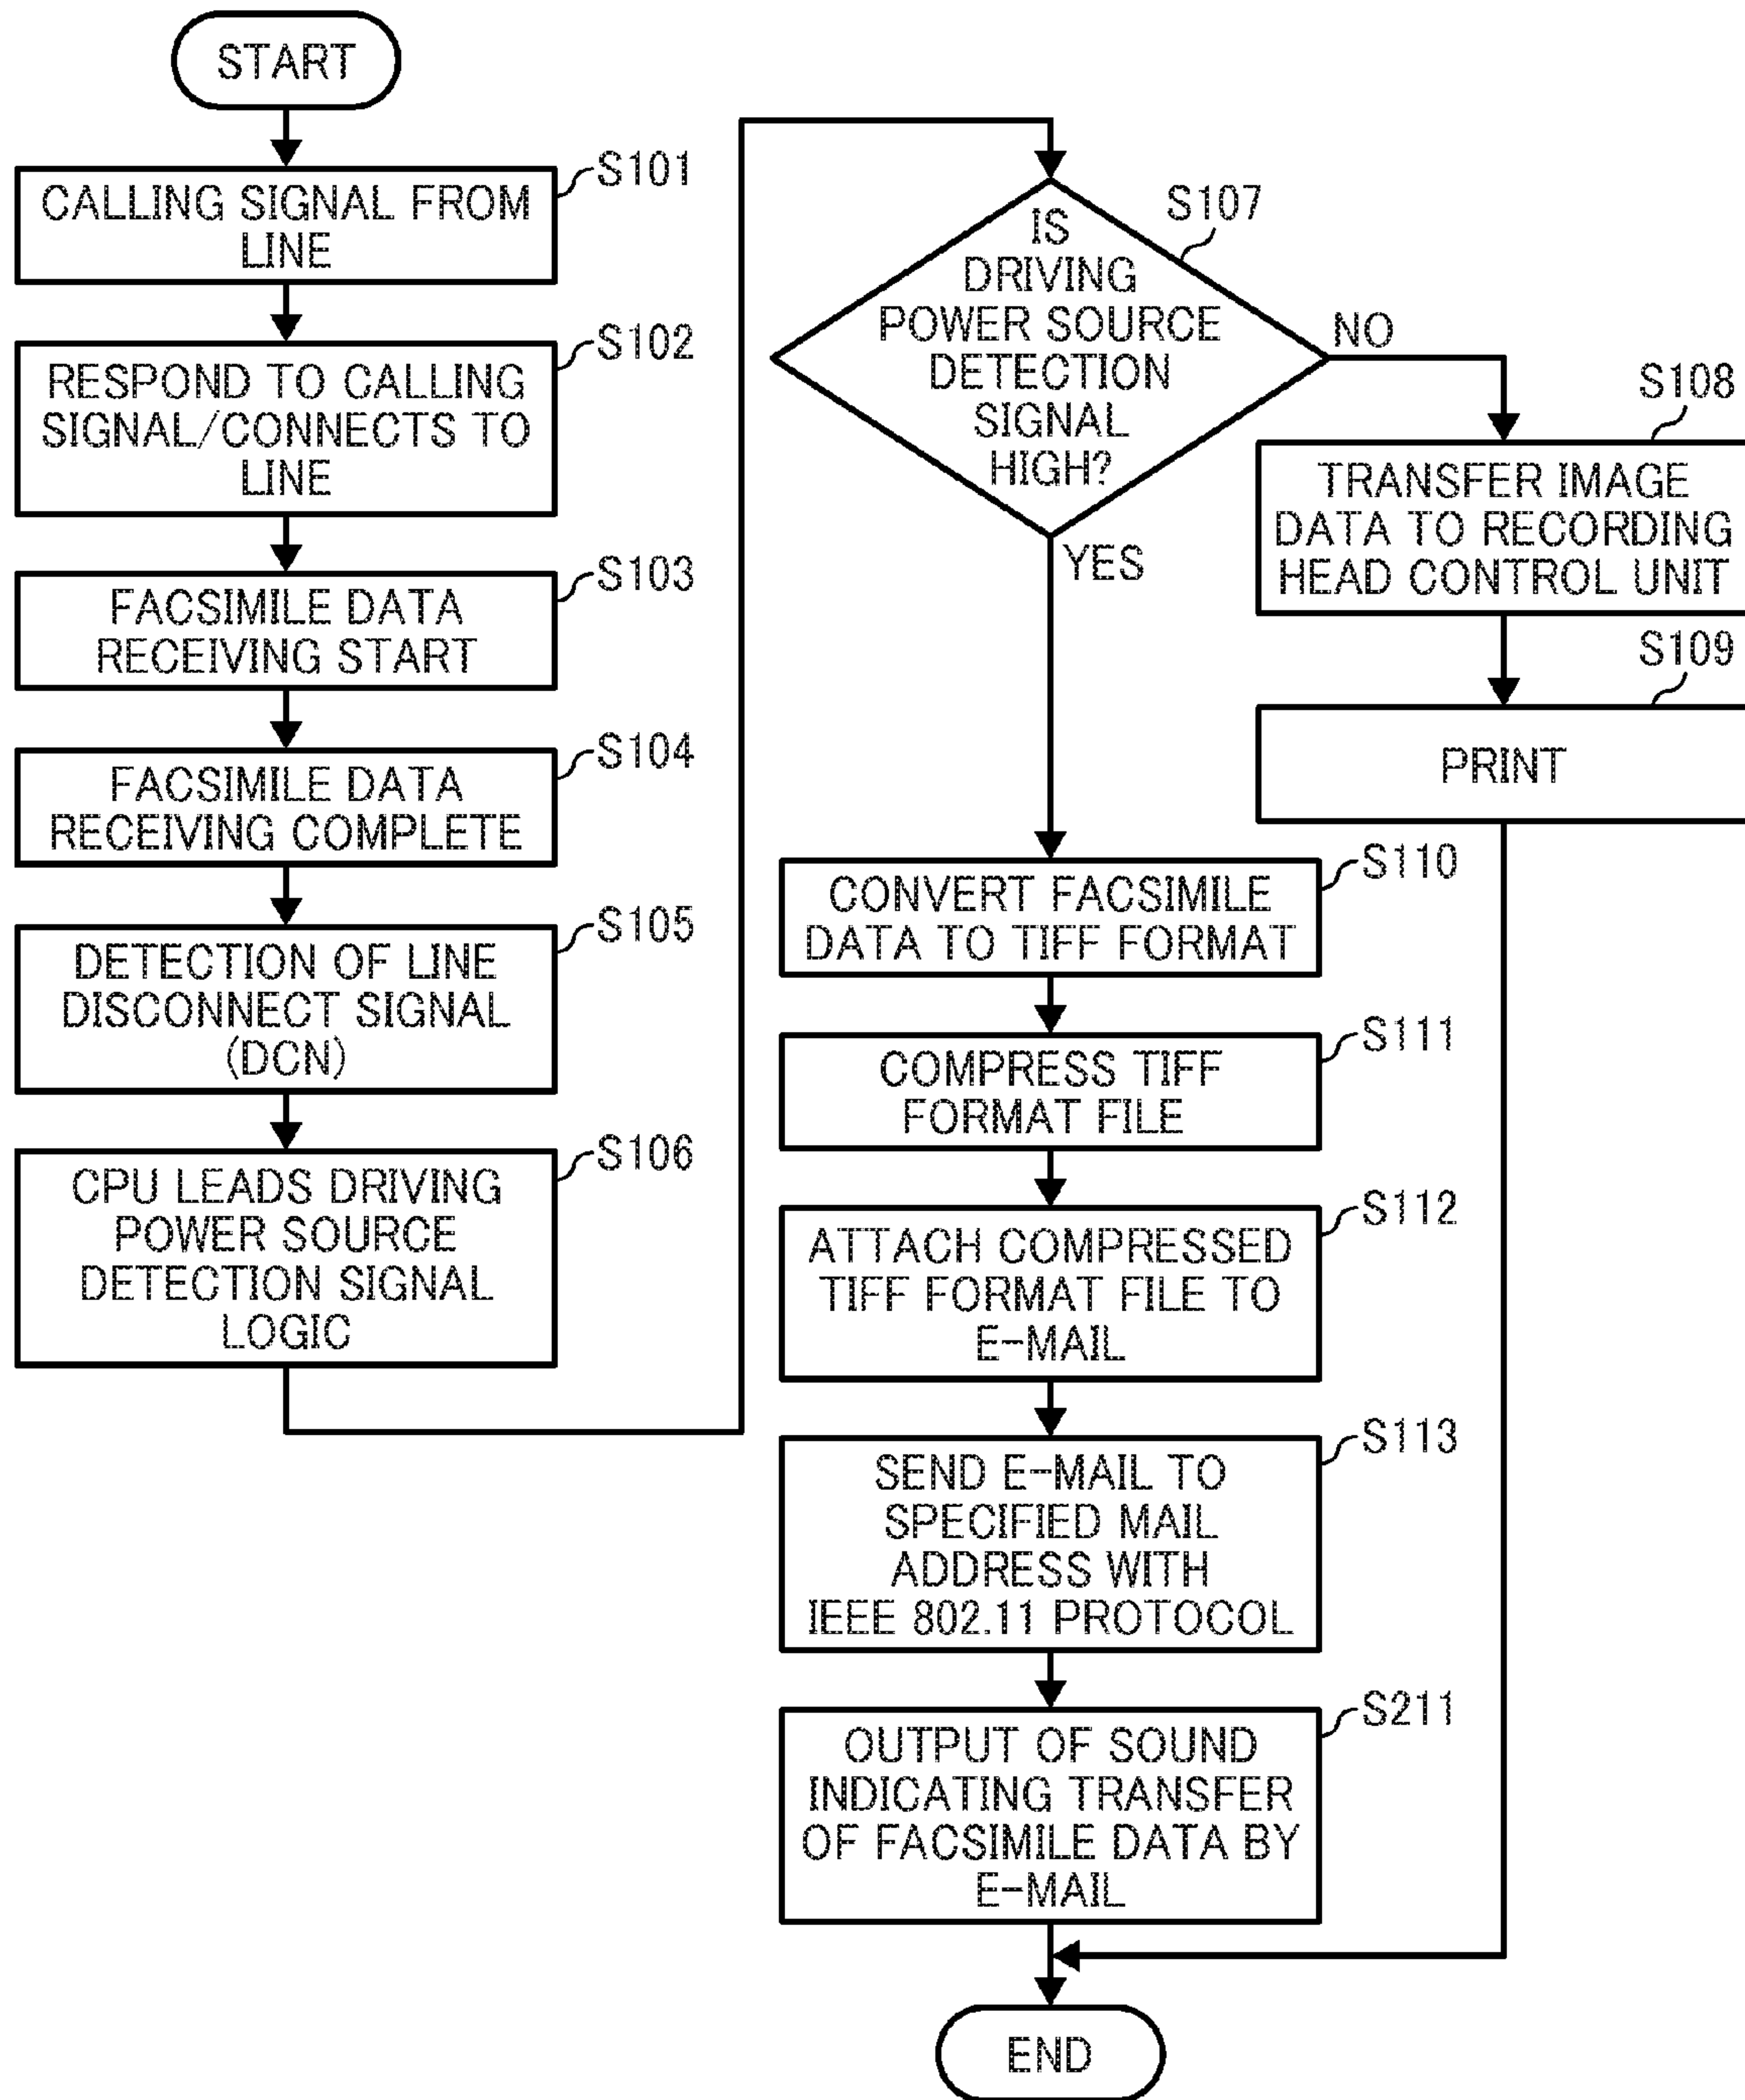 START
S101
CALLING SIGNAL FROM
LINE
S102
RESPOND TO CALLING
SIGNAL/CONNECTS TO
LINE
S103
FACSIMILE DATA
RECEIVING START
S104
FACSIMILE DATA
RECEIVING COMPLETE
S105
DETECTION OF LINE
DISCONNECT SIGNAL
(DCN)
S106
CPU LEADS DRIVING
POWER SOURCE
DETECTION SIGNAL
LOGIC
S107
IS
DRIVING
POWER SOURCE
DETECTION
SIGNAL
HIGH?
NO
YES
S108
TRANSFER IMAGE
DATA TO RECORDING
HEAD CONTROL UNIT
S109
PRINT
S110
CONVERT FACSIMILE
DATA TO TIFF FORMAT
S111
COMPRESS TIFF
FORMAT FILE
S112
ATTACH COMPRESSED
TIFF FORMAT FILE TO
E-MAIL
S113
SEND E-MAIL TO
SPECIFIED MAIL
ADDRESS WITH
IEEE 802.11 PROTOCOL
S211
OUTPUT OF SOUND
INDICATING TRANSFER
OF FACSIMILE DATA BY
E-MAIL
END